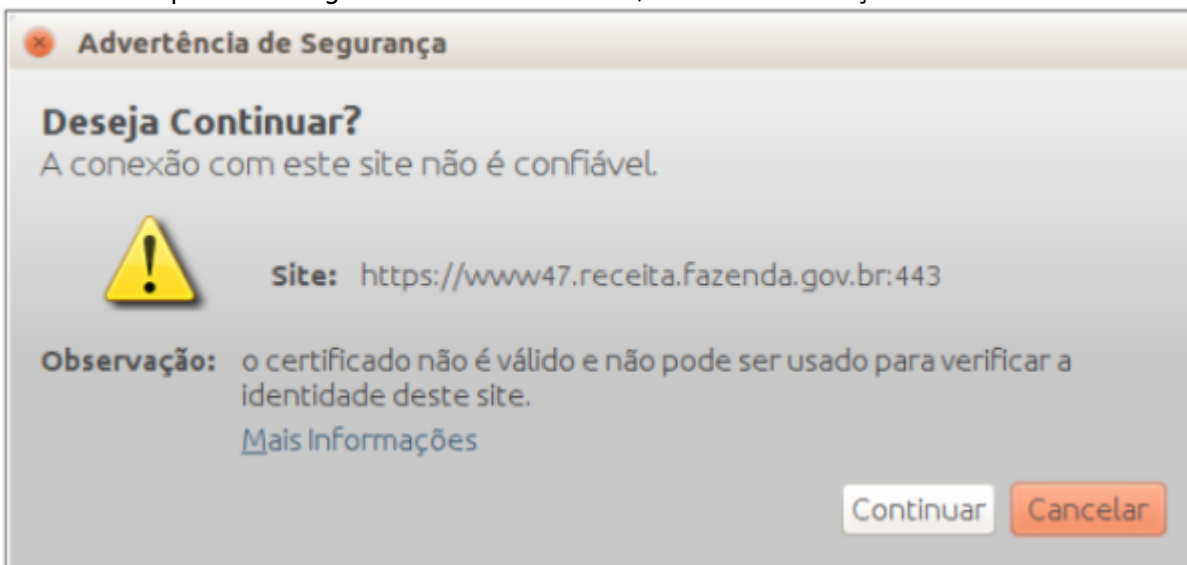 Advertência de Segurança
Deseja Continuar?
A conexão com este site não é confiável.
Site: https://www47.receita.fazenda.gov.br:443
Observação: o certificado não é válido e não pode ser usado para verificar a
identidade deste site.
Mais Informações
Continuar Cancelar